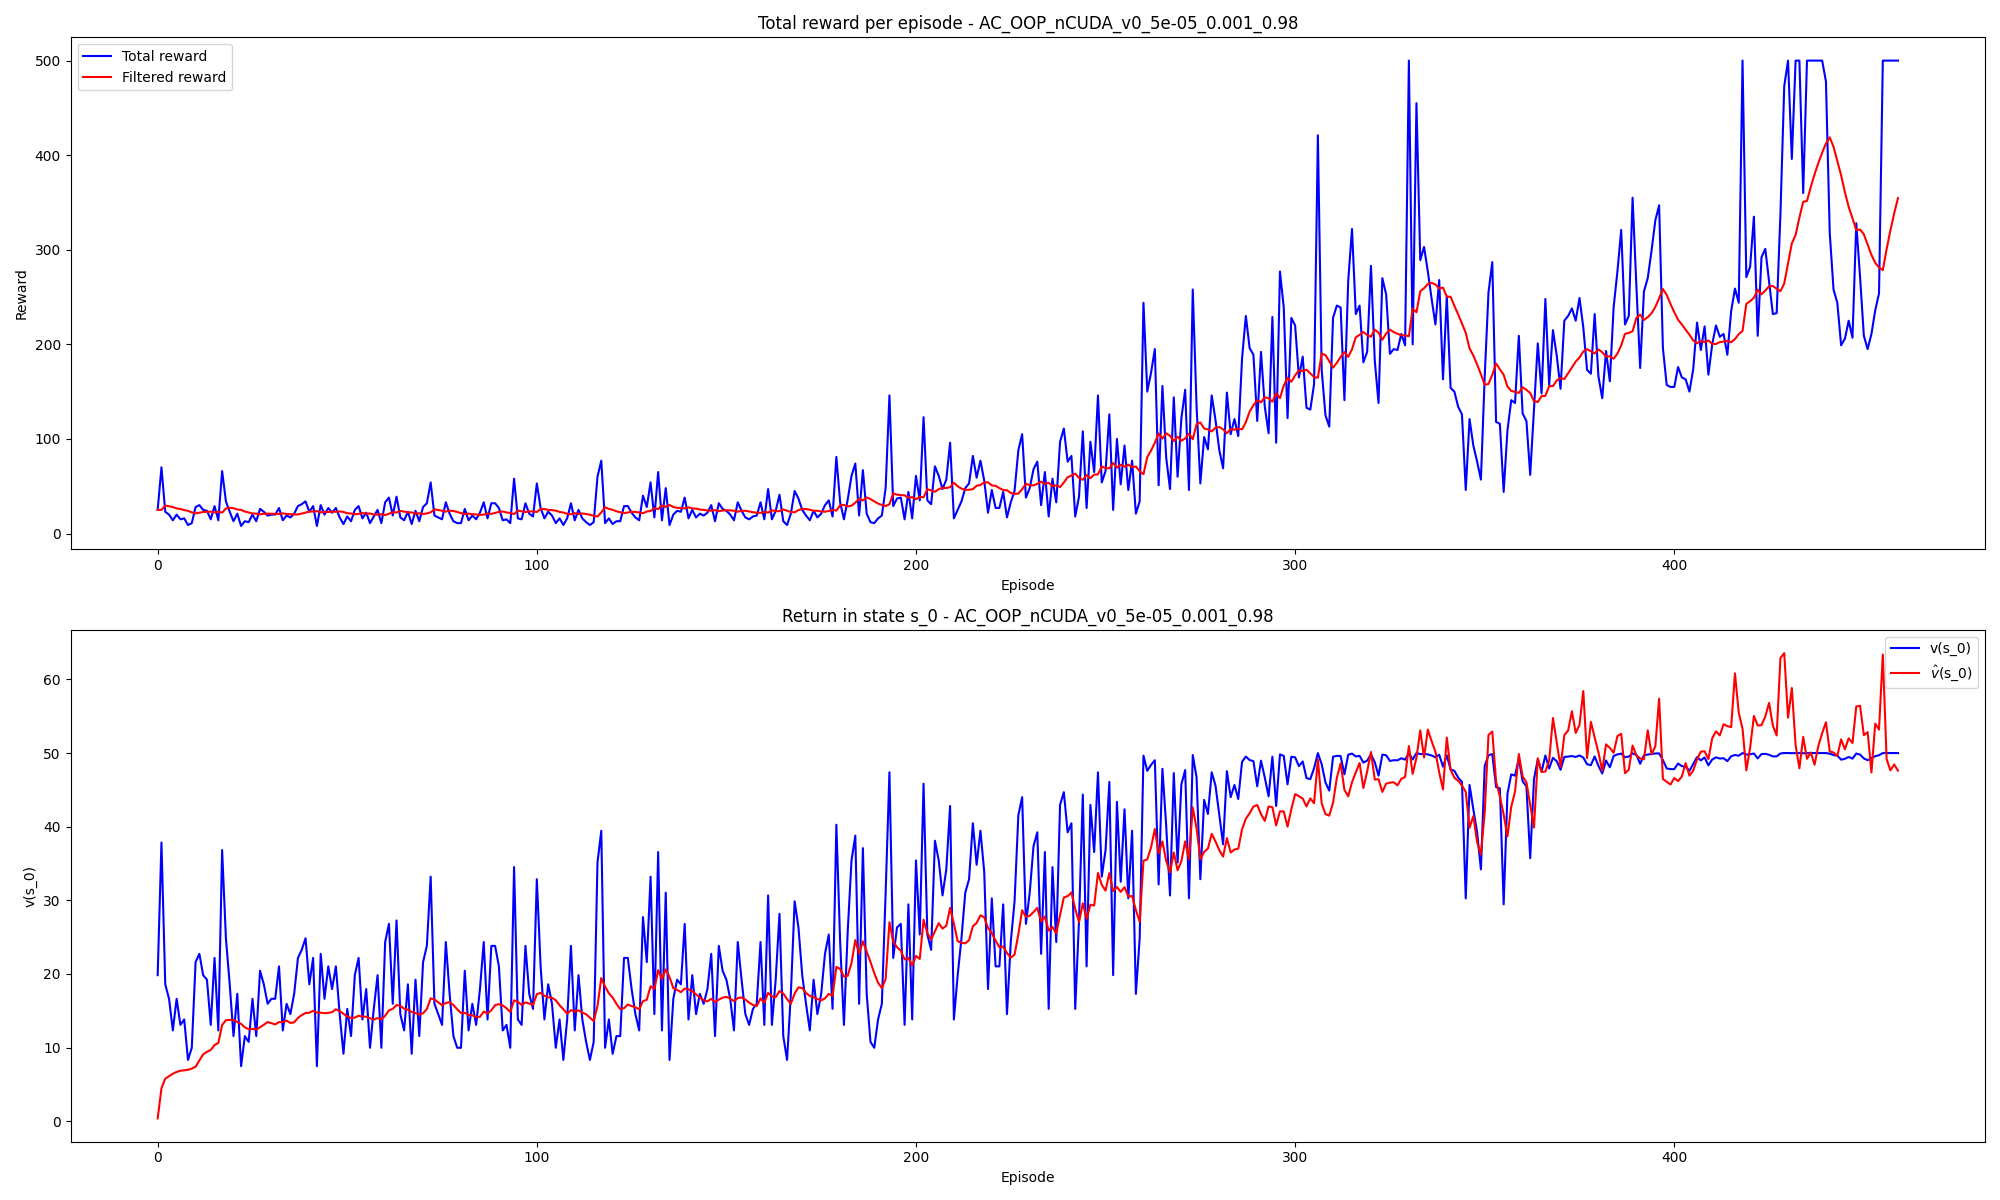 Total reward per episode - AC_OOP_nCUDA_v0_5e-05_0.001_0.98
Total reward
Filtered reward
500
400
300
200
100
0
Reward
0 100 200 300 400
Episode
Return in state s_0 - AC_OOP_nCUDA_v0_5e-05_0.001_0.98
v(s_0)
v̂(s_0)
60
50
40
30
20
10
0
v(s_0)
0 100 200 300 400
Episode